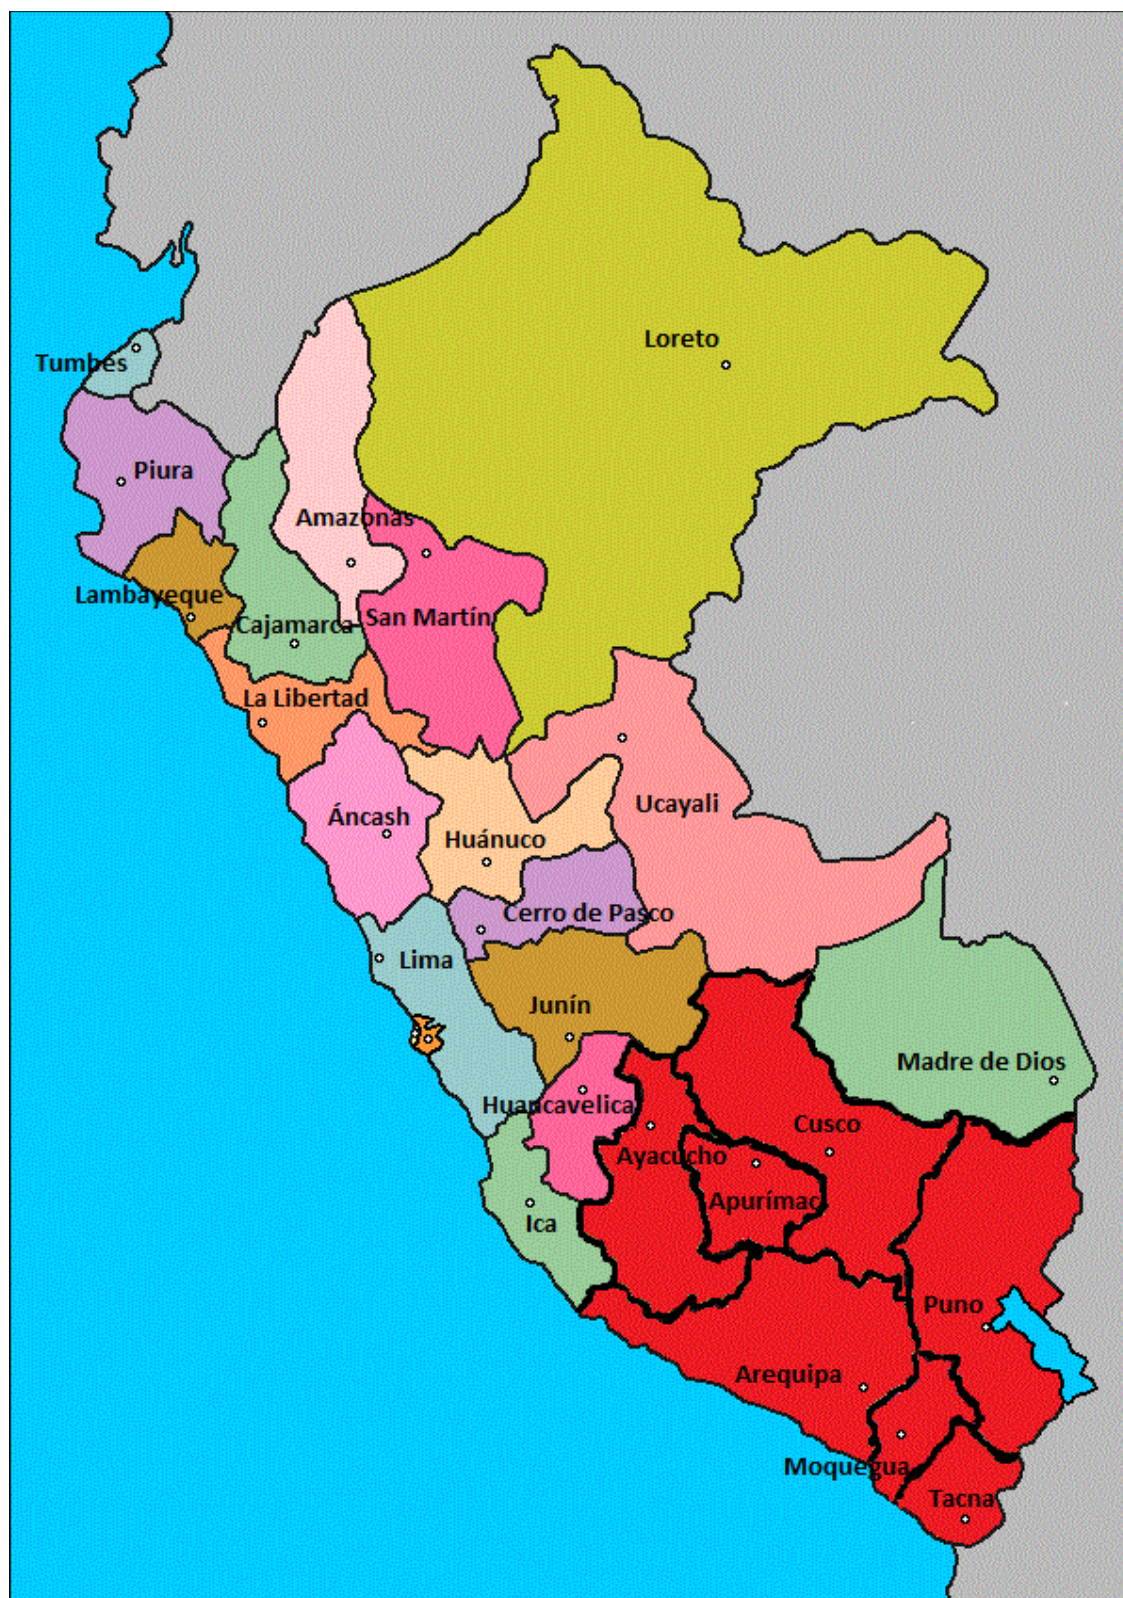 Loreto
Tumbes
Piura
Amazonas
Lambayeque
Cajamarca
San Martín
La Libertad
Ucayali
Áncash
Huánuco
Cerro de Pasco
Lima
Junín
Madre de Dios
Huancavelica
Cusco
Ayacucho
Apurímac
Ica
Puno
Arequipa
Moquegua
Tacna